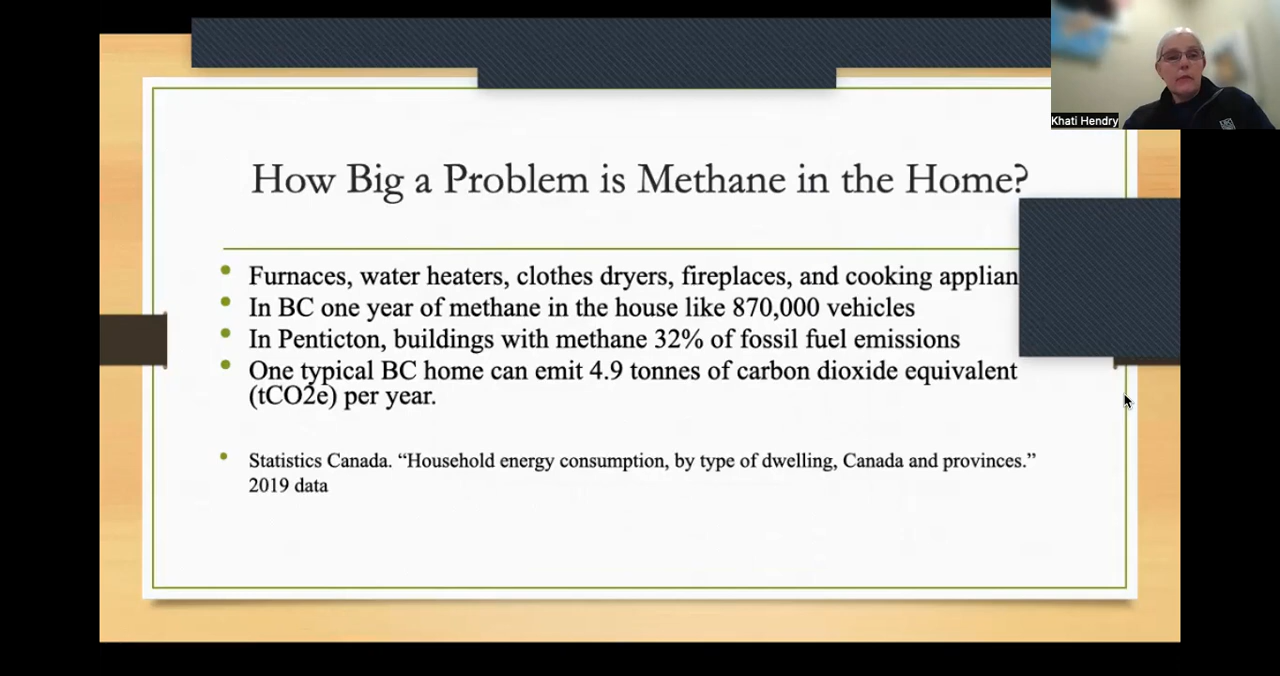 Khati Hendry
How Big a Problem is Methane in the Home?
Furnaces, water heaters, clothes dryers, fireplaces, and cooking applian
In BC one year of methane in the house like 870,000 vehicles
In Penticton, buildings with methane 32% of fossil fuel emissions
One typical BC home can emit 4.9 tonnes of carbon dioxide equivalent
(tCO2e) per year.
Statistics Canada. “Household energy consumption, by type of dwelling, Canada and provinces.”
2019 data